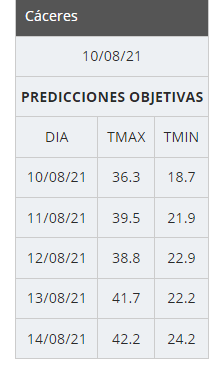 Cáceres
10/08/21
PREDICCIONES OBJETIVAS
DIA TMAX TMIN
10/08/21 36.3 18.7
11/08/21 39.5 21.9
12/08/21 38.8 22.9
13/08/21 41.7 22.2
14/08/21 42.2 24.2